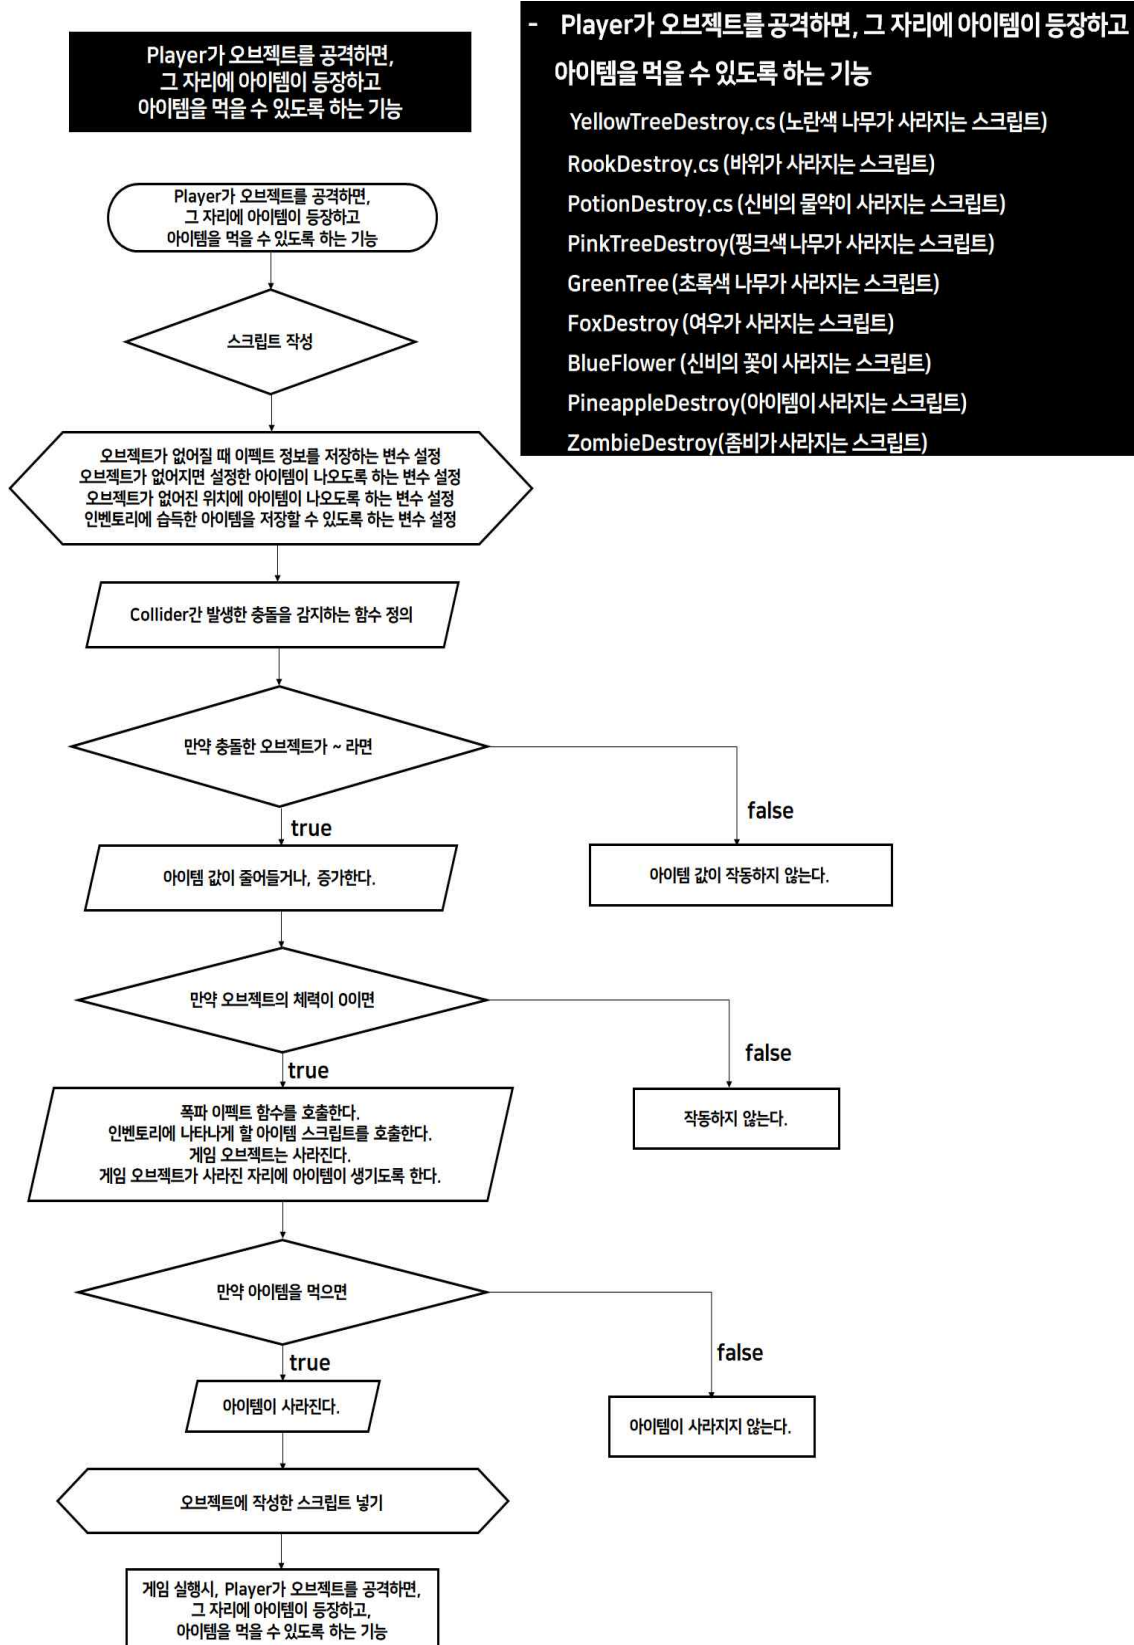 Player가 오브젝트를 공격하면,
그 자리에 아이템이 등장하고
아이템을 먹을 수 있도록 하는 기능
- Player가 오브젝트를 공격하면, 그 자리에 아이템이 등장하고
아이템을 먹을 수 있도록 하는 기능
YellowTreeDestroy.cs (노란색 나무가 사라지는 스크립트)
RookDestroy.cs (바위가 사라지는 스크립트)
PotionDestroy.cs (신비의 물약이 사라지는 스크립트)
PinkTreeDestroy(핑크색 나무가 사라지는 스크립트)
GreenTree (초록색 나무가 사라지는 스크립트)
FoxDestroy (여우가 사라지는 스크립트)
BlueFlower (신비의 꽃이 사라지는 스크립트)
PineappleDestroy(아이템이 사라지는 스크립트)
ZombieDestroy(좀비가 사라지는 스크립트)
Player가 오브젝트를 공격하면,
그 자리에 아이템이 등장하고
아이템을 먹을 수 있도록 하는 기능
스크립트 작성
오브젝트가 없어질 때 이펙트 정보를 저장하는 변수 설정
오브젝트가 없어지면 설정한 아이템이 나오도록 하는 변수 설정
오브젝트가 없어진 위치에 아이템이 나오도록 하는 변수 설정
인벤토리에 습득한 아이템을 저장할 수 있도록 하는 변수 설정
Collider간 발생한 충돌을 감지하는 함수 정의
만약 충돌한 오브젝트가 ~ 라면
false
true
아이템 값이 줄어들거나, 증가한다.
아이템 값이 작동하지 않는다.
만약 오브젝트의 체력이 0이면
false
true
폭파 이펙트 함수를 호출한다.
인벤토리에 나타나게 할 아이템 스크립트를 호출한다.
게임 오브젝트는 사라진다.
게임 오브젝트가 사라진 자리에 아이템이 생기도록 한다.
작동하지 않는다.
만약 아이템을 먹으면
false
true
아이템이 사라진다.
아이템이 사라지지 않는다.
오브젝트에 작성한 스크립트 넣기
게임 실행시, Player가 오브젝트를 공격하면,
그 자리에 아이템이 등장하고,
아이템을 먹을 수 있도록 하는 기능